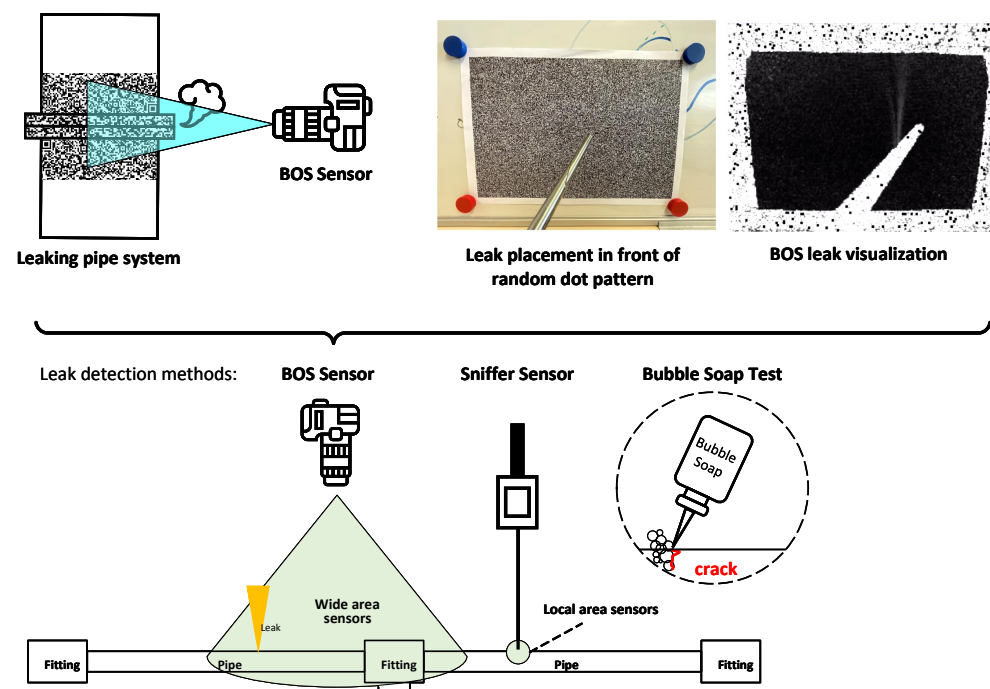 BOS Sensor
Leaking pipe system
Leak placement in front of
random dot pattern
BOS leak visualization
Leak detection methods:
BOS Sensor
Sniffer Sensor
Bubble Soap Test
Bubble
Soap
crack
Wide area
sensors
Leak
Local area sensors
Fitting
Pipe
Fitting
Pipe
Fitting